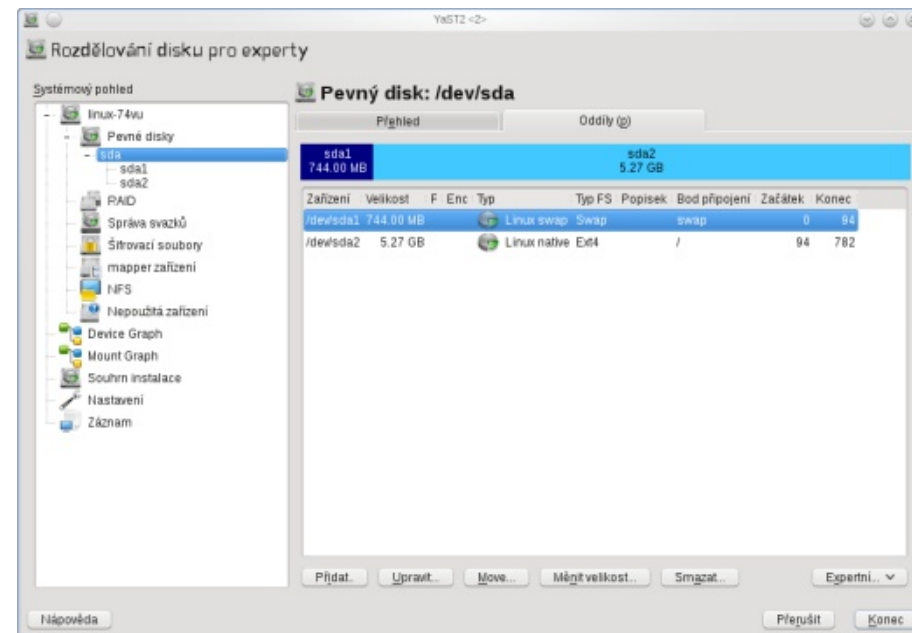 YaST2 <2>
Rozdělování disku pro experty
Systémový pohled
linux-74vu
Pevné disky
sda
sda1
sda2
RAID
Správa svazků
Šifrovací soubory
mapper zařízení
NFS
Nepoužitá zařízení
Device Graph
Mount Graph
Souhrn instalace
Nastavení
Záznam
Pevný disk: /dev/sda
Přehled Oddíly (p)
sda1 sda2
744.00 MB 5.27 GB
Zařízení Velikost F Enc Typ Typ FS Popisek Bod připojení Začátek Konec
/dev/sda1 744.00 MB Linux swap Swap swap 0 94
/dev/sda2 5.27 GB Linux native Ext4 / 94 782
Přidat... Upravit... Move... Měnit velikost... Smazat... Expertní...
Nápověda Přerušit Konec